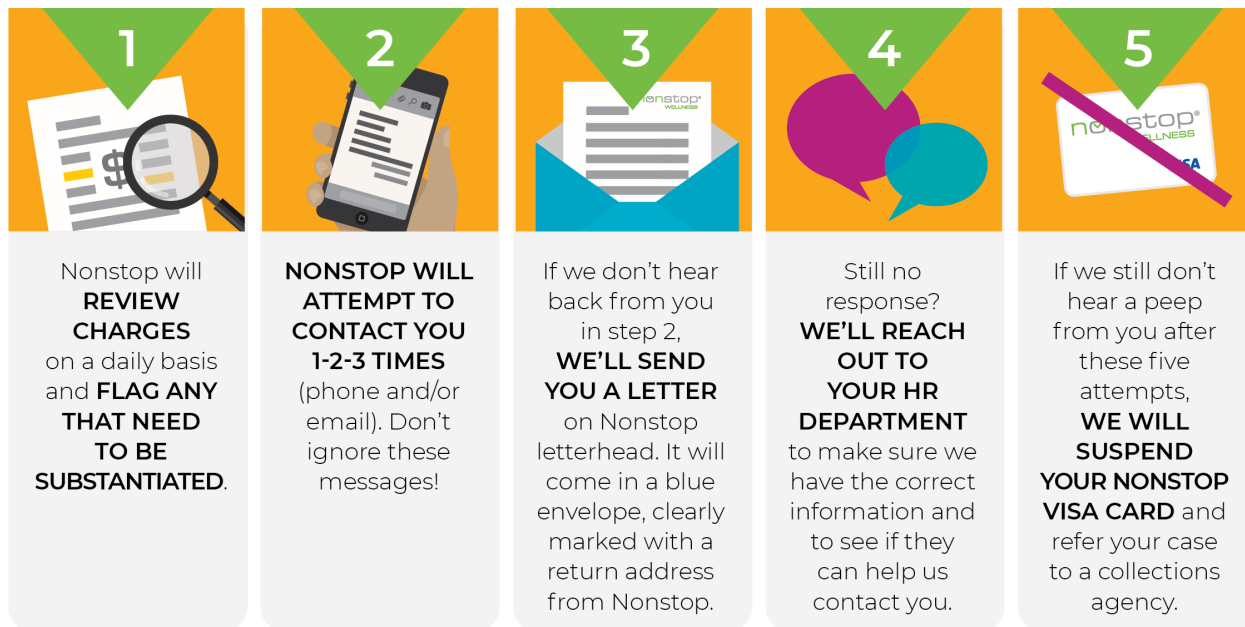 1
Nonstop will
REVIEW
CHARGES
on a daily basis
and FLAG ANY
THAT NEED
TO BE
SUBSTANTIATED.
2
NONSTOP WILL
ATTEMPT TO
CONTACT YOU
1-2-3 TIMES
(phone and/or
email). Don’t
ignore these
messages!
3
nonstop®
WELLNESS
If we don’t hear
back from you
in step 2,
WE’LL SEND
YOU A LETTER
on Nonstop
letterhead. It will
come in a blue
envelope, clearly
marked with a
return address
from Nonstop.
4
Still no
response?
WE’LL REACH
OUT TO
YOUR HR
DEPARTMENT
to make sure we
have the correct
information and
to see if they
can help us
contact you.
5
nonstop®
WELLNESS
VISA
If we still don’t
hear a peep
from you after
these five
attempts,
WE WILL
SUSPEND
YOUR NONSTOP
VISA CARD and
refer your case
to a collections
agency.